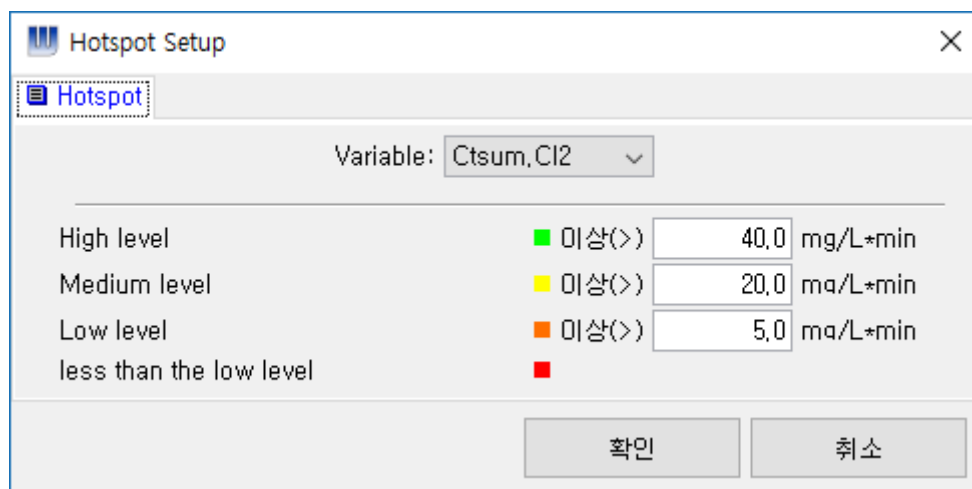 Hotspot Setup
Hotspot
Variable: Ctsum,Cl2
High level 이상(>) 40,0 mg/L*min
Medium level 이상(>) 20,0 mg/L*min
Low level 이상(>) 5,0 mg/L*min
less than the low level
확인 취소